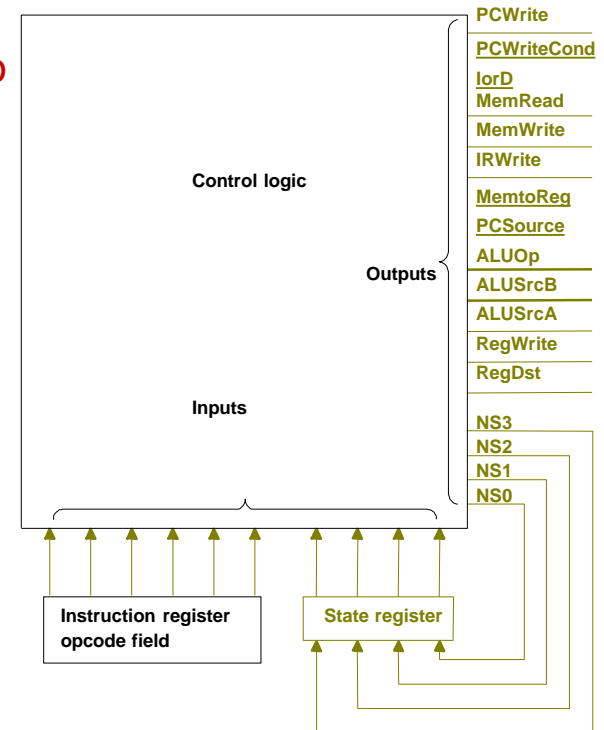 PCWrite
PCWriteCond
IorD
MemRead
MemWrite
IRWrite
Control logic
MemtoReg
PCSource
ALUOp
Outputs
ALUSrcB
ALUSrcA
RegWrite
RegDst
Inputs
NS3
NS2
NS1
NS0
Instruction register
opcode field
State register